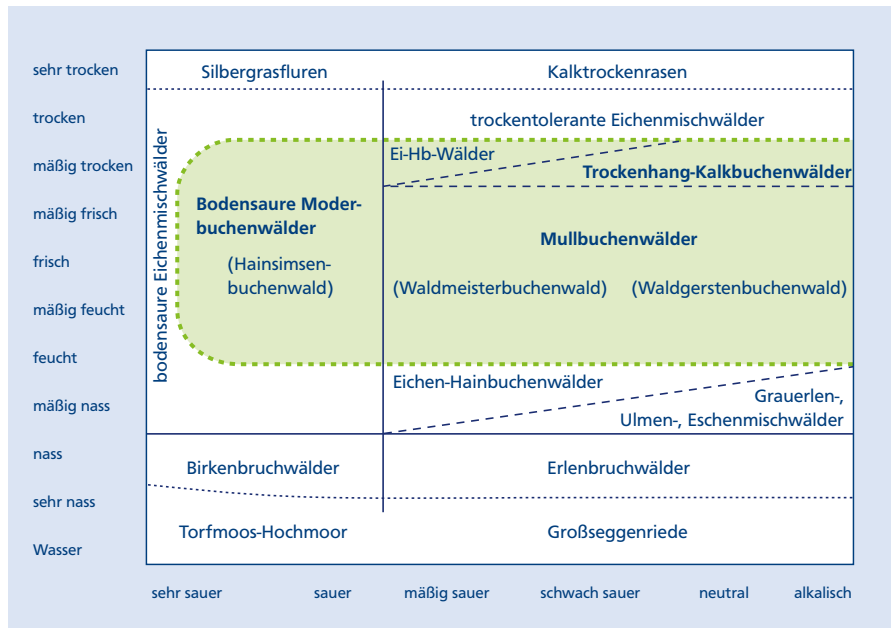 sehr trocken
Silbergrasfluren
Kalktrockenrasen
trocken
trockentolerante Eichenmischwälder
bodensaure Eichenmischwälder
Ei-Hb-Wälder
mäßig trocken
Trockenhang-Kalkbuchenwälder
Bodensaure Moder-
buchenwälder
mäßig frisch
Mullbuchenwälder
frisch
(Hainsimsen-
buchenwald)
(Waldmeisterbuchenwald)
(Waldgerstenbuchenwald)
mäßig feucht
feucht
Eichen-Hainbuchenwälder
Grauerlen-,
Ulmen-, Eschenmischwälder
mäßig nass
nass
Birkenbruchwälder
Erlenbruchwälder
sehr nass
Torfmoos-Hochmoor
Großseggenriede
Wasser
sehr sauer
sauer
mäßig sauer
schwach sauer
neutral
alkalisch